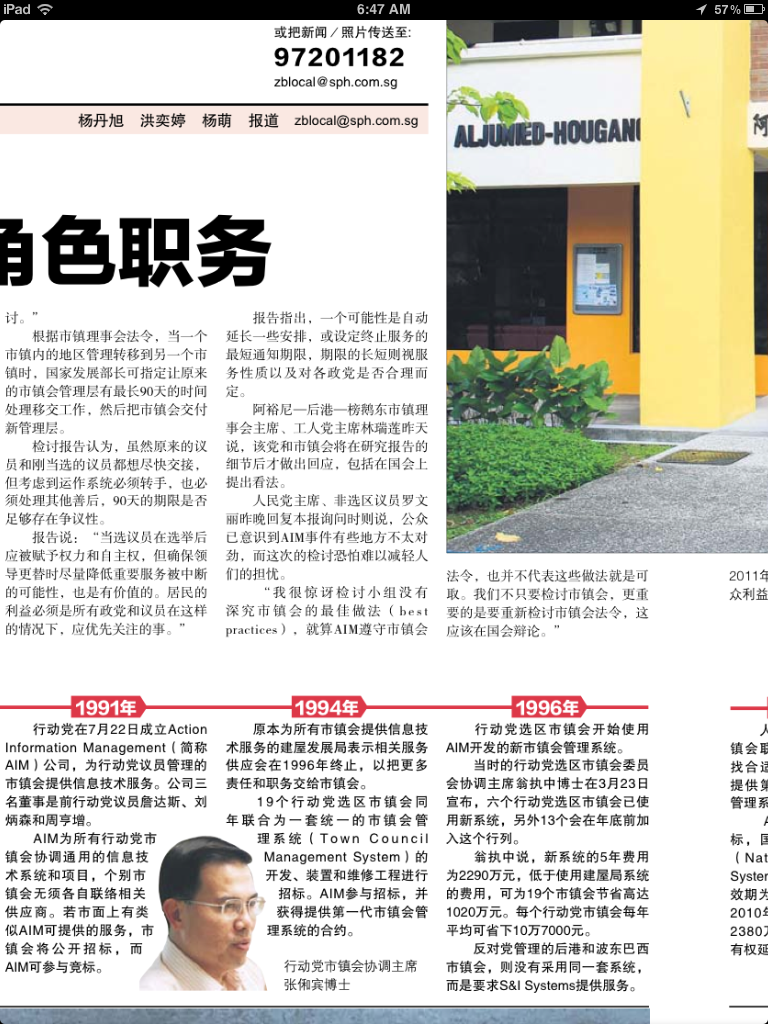 iPad
6:47 AM
57%
或把新闻／照片传送至:
97201182
zblocal@sph.com.sg
杨丹旭 洪奕婷 杨萌 报道 zblocal@sph.com.sg
角色职务
讨。”
根据市镇理事会法令，当一个
市镇内的地区管理转移到另一个市
镇时，国家发展部长可指定让原来
的市镇会管理层有最长90天的时间
处理移交工作，然后把市镇会交付
新管理层。
检讨报告认为，虽然原来的议
员和刚当选的议员都想尽快交接，
但考虑到运作系统必须转手，也必
须处理其他善后，90天的期限是否
足够存在争议性。
报告说：“当选议员在选举后
应被赋予权力和自主权，但确保领
导更替时尽量降低重要服务被中断
的可能性，也是有价值的。居民的
利益必须是所有政党和议员在这样
的情况下，应优先关注的事。”
报告指出，一个可能性是自动
延长一些安排，或设定终止服务的
最短通知期限，期限的长短则视服
务性质以及对各政党是否合理而
定。
阿裕尼—后港—榜鹅东市镇理
事会主席、工人党主席林瑞莲昨天
说，该党和市镇会将在研究报告的
细节后才做出回应，包括在国会上
提出看法。
人民党主席、非选区议员罗文
丽昨晚回复本报询问时则说，公众
已意识到AIM事件有些地方不太对
劲，而这次的检讨恐怕难以减轻人
们的担忧。
“我很惊讶检讨小组没有
深究市镇会的最佳做法（best
practices），就算AIM遵守市镇会
ALJUNIED-HOUGANG
阿
法令，也并不代表这些做法就是可
取。我们不只要检讨市镇会，更重
要的是要重新检讨市镇会法令，这
应该在国会辩论。”
2011年
众利益
1991年
行动党在7月22日成立Action
Information Management（简称
AIM）公司，为行动党议员管理的
市镇会提供信息技术服务。公司三
名董事是前行动党议员詹达斯、刘
炳森和周亨增。
AIM为所有行动党市
镇会协调通用的信息技
术系统和项目，个别市
镇会无须各自联络相关
供应商。若市面上有类
似AIM可提供的服务，市
镇会将公开招标，而
AIM可参与竞标。
1994年
原本为所有市镇会提供信息技
术服务的建屋发展局表示相关服务
供应会在1996年终止，以把更多
责任和职务交给市镇会。
19个行动党选区市镇会同
年联合为一套统一的市镇会管
理系统（Town Council
Management System）的
开发、装置和维修工程进行
招标。AIM参与招标，并
获得提供第一代市镇会管
理系统的合约。
行动党市镇会协调主席
张俰宾博士
1996年
行动党选区市镇会开始使用
AIM开发的新市镇会管理系统。
当时的行动党选区市镇会委员
会协调主席翁执中博士在3月23日
宣布，六个行动党选区市镇会已使
用新系统，另外13个会在年底前加
入这个行列。
翁执中说，新系统的5年费用
为2290万元，低于使用建屋局系统
的费用，可为19个市镇会节省高达
1020万元。每个行动党市镇会每年
平均可省下10万7000元。
反对党管理的后港和波东巴西
市镇会，则没有采用同一套系统，
而是要求S&I Systems提供服务。
人
镇会联
找合适
提供第
管理系
A
标，国
（Nat
System
效期为
2010年
2380万
有权延